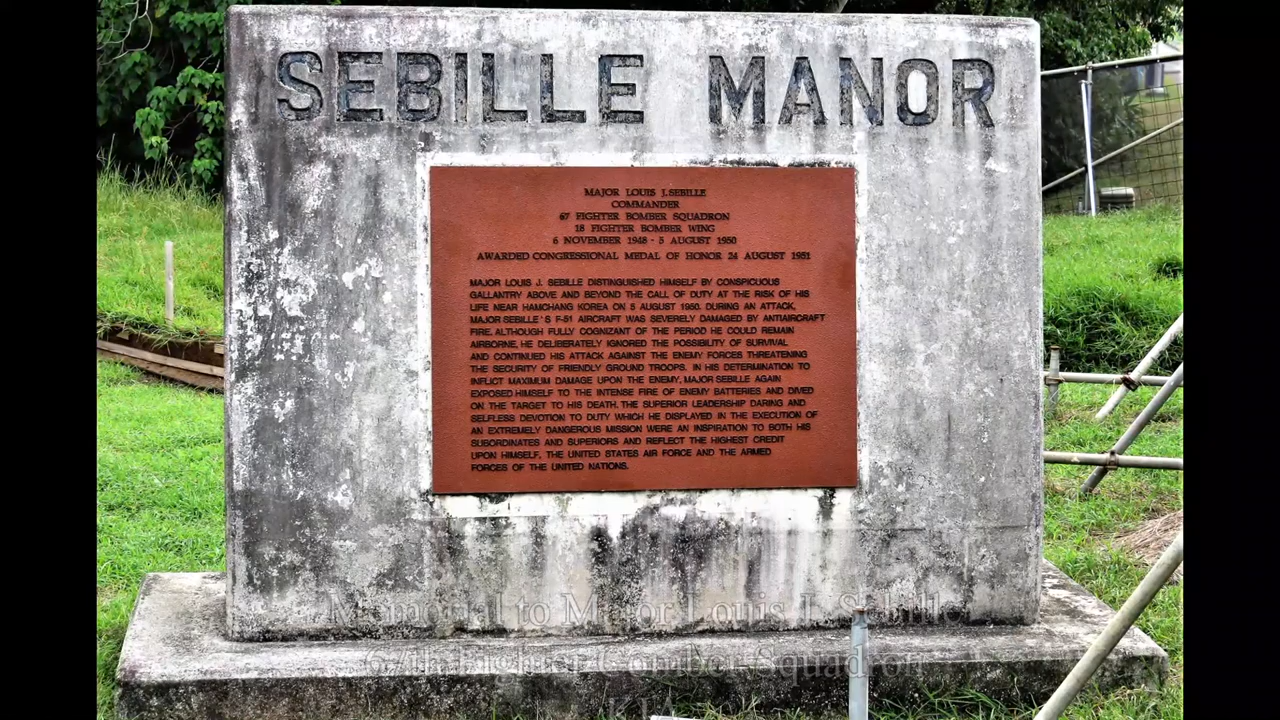 SEBILLE MANOR
MAJOR LOUIS J. SEBILLE
COMMANDER
67 FIGHTER BOMBER SQUADRON
18 FIGHTER BOMBER WING
6 NOVEMBER 1948 - 5 AUGUST 1950
AWARDED CONGRESSIONAL MEDAL OF HONOR 24 AUGUST 1951
MAJOR LOUIS J. SEBILLE DISTINGUISHED HIMSELF BY CONSPICUOUS
GALLANTRY ABOVE AND BEYOND THE CALL OF DUTY AT THE RISK OF HIS
LIFE NEAR HAMCHANG KOREA ON 5 AUGUST 1950. DURING AN ATTACK,
MAJOR SEBILLE'S F-51 AIRCRAFT WAS SEVERELY DAMAGED BY ANTIAIRCRAFT
FIRE. ALTHOUGH FULLY COGNIZANT OF THE PERIOD HE COULD REMAIN
AIRBORNE, HE DELIBERATELY IGNORED THE POSSIBILITY OF SURVIVAL
AND CONTINUED HIS ATTACK AGAINST THE ENEMY FORCES THREATENING
THE SECURITY OF FRIENDLY GROUND TROOPS. IN HIS DETERMINATION TO
INFLICT MAXIMUM DAMAGE UPON THE ENEMY, MAJOR SEBILLE AGAIN
EXPOSED HIMSELF TO THE INTENSE FIRE OF ENEMY BATTERIES AND DIVED
ON THE TARGET TO HIS DEATH. THE SUPERIOR LEADERSHIP DARING AND
SELFLESS DEVOTION TO DUTY WHICH HE DISPLAYED IN THE EXECUTION OF
AN EXTREMELY DANGEROUS MISSION WERE AN INSPIRATION TO BOTH HIS
SUBORDINATES AND SUPERIORS AND REFLECT THE HIGHEST CREDIT
UPON HIMSELF, THE UNITED STATES AIR FORCE AND THE ARMED
FORCES OF THE UNITED NATIONS.
Memorial to Major Louis J. Sebille
67th Fighter-Bomber Squadron
KIA